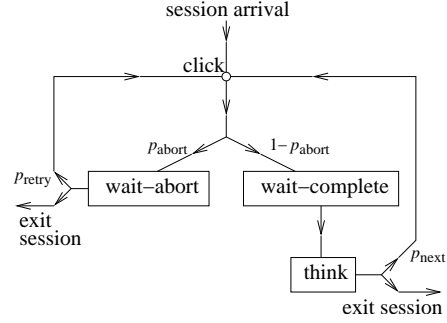 session arrival
click
p_abort
1−p_abort
p_retry
wait−abort
wait−complete
exit
session
think
p_next
exit session